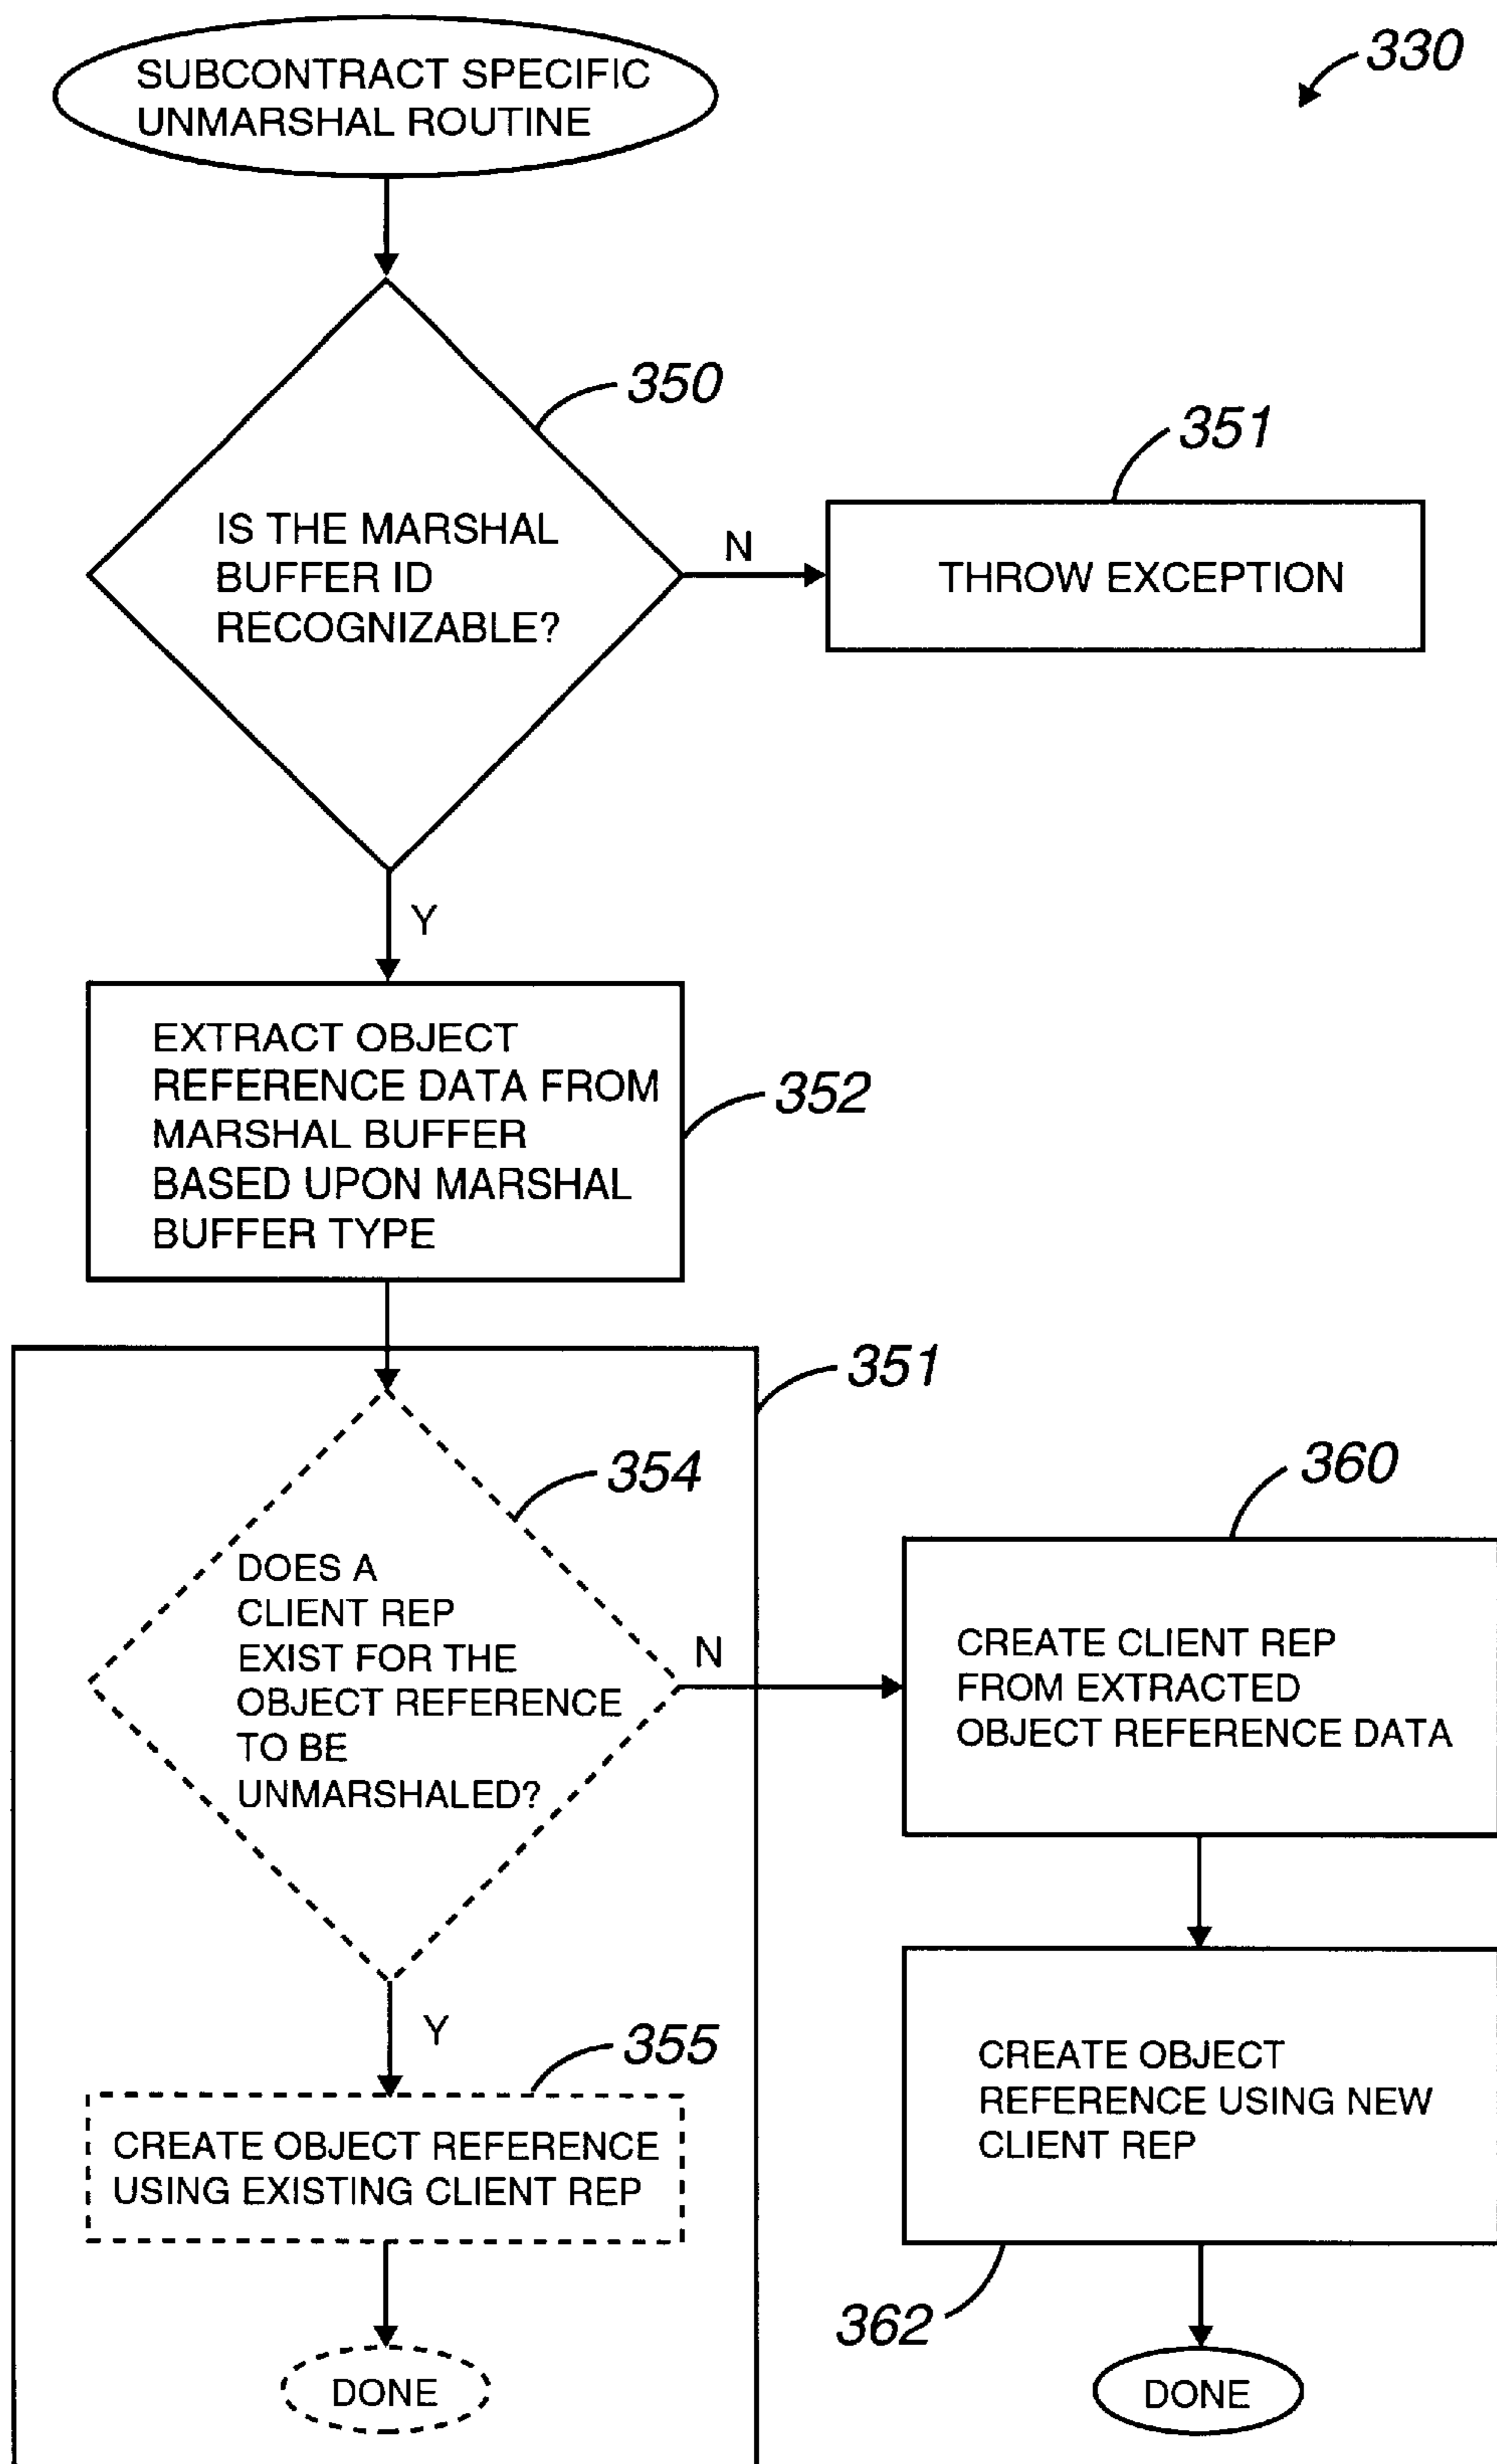 330
SUBCONTRACT SPECIFIC
UNMARSHAL ROUTINE
350
IS THE MARSHAL
BUFFER ID
RECOGNIZABLE?
N
351
THROW EXCEPTION
Y
EXTRACT OBJECT
REFERENCE DATA FROM
MARSHAL BUFFER
BASED UPON MARSHAL
BUFFER TYPE
352
351
354
DOES A
CLIENT REP
EXIST FOR THE
OBJECT REFERENCE
TO BE
UNMARSHALED?
N
360
CREATE CLIENT REP
FROM EXTRACTED
OBJECT REFERENCE DATA
Y
355
CREATE OBJECT REFERENCE
USING EXISTING CLIENT REP
CREATE OBJECT
REFERENCE USING NEW
CLIENT REP
362
DONE
DONE